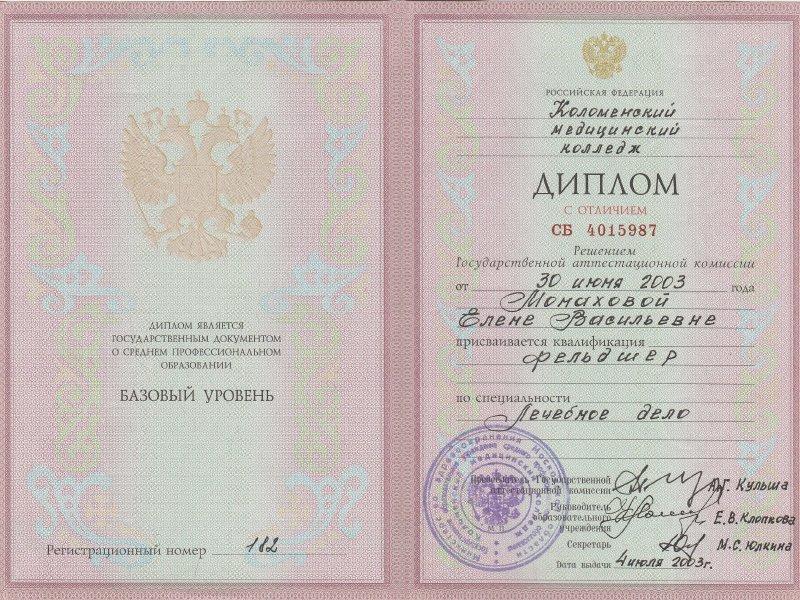 ДИПЛОМ ЯВЛЯЕТСЯ
ГОСУДАРСТВЕННЫМ ДОКУМЕНТОМ
О СРЕДНЕМ ПРОФЕССИОНАЛЬНОМ
ОБРАЗОВАНИИ
БАЗОВЫЙ УРОВЕНЬ
Регистрационный номер 182
РОССИЙСКАЯ ФЕДЕРАЦИЯ
Коломенский
медицинский
колледж
ДИПЛОМ
С ОТЛИЧИЕМ
СБ 4015987
Решением
Государственной аттестационной комиссии
от 30 июня 2003 года
Монаховой
Елене Васильевне
присваивается квалификация
фельдшер
по специальности
Лечебное дело
Председатель Государственной
аттестационной комиссии А.Г. Кульша
Руководитель
образовательного Е.В. Клопкова
учреждения
Секретарь М.С. Юлкина
Дата выдачи 4 июля 2003г.